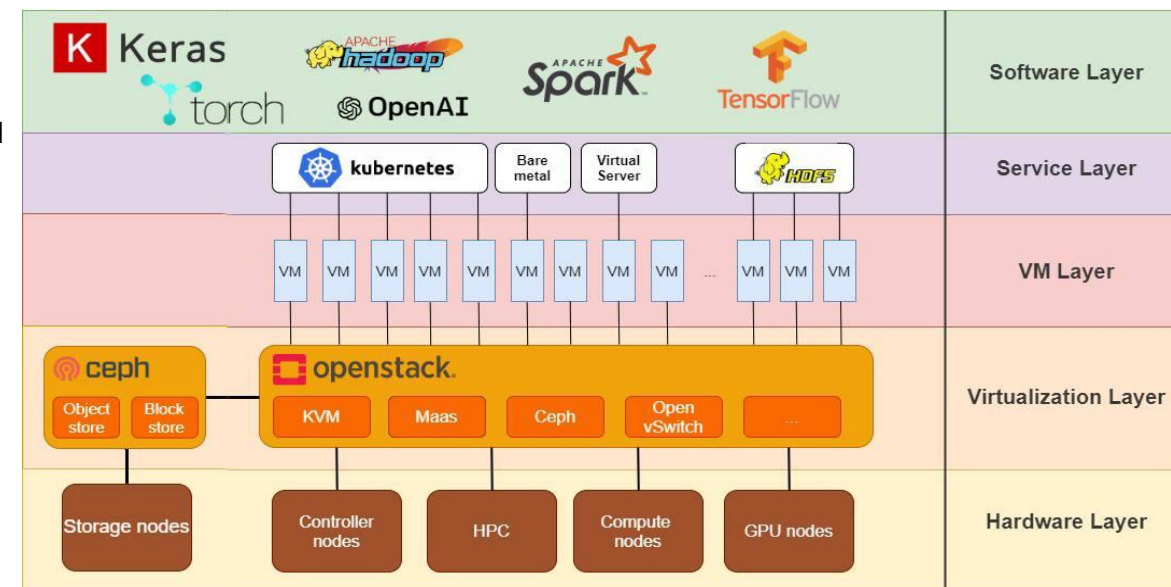 Keras
torch
APACHE
hadoop
OpenAI
APACHE
Spark
TensorFlow
Software Layer
kubernetes
Bare
metal
Virtual
Server
HDFS
Service Layer
VM VM VM VM VM VM VM VM VM ... VM VM VM
VM Layer
ceph
Object
store
Block
store
openstack.
KVM
Maas
Ceph
Open
vSwitch
...
Virtualization Layer
Storage nodes
Controller
nodes
HPC
Compute
nodes
GPU nodes
Hardware Layer